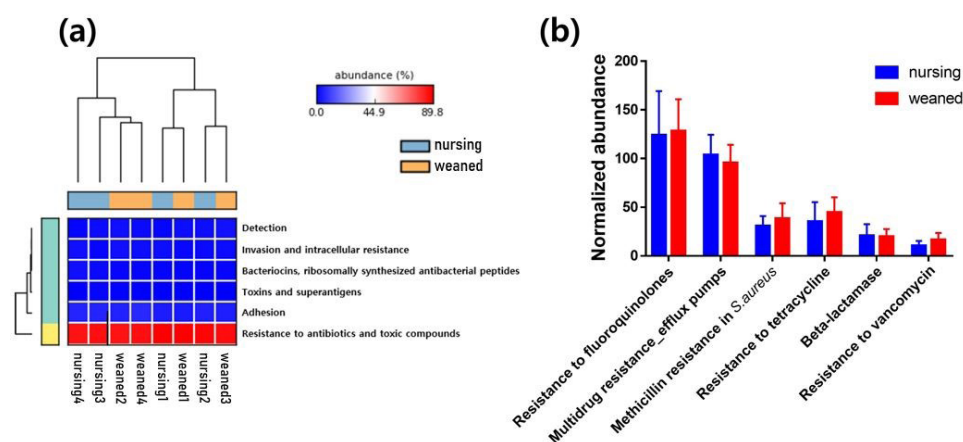 (a)
abundance (%)
0.0 44.9 89.8
nursing
weaned
Detection
Invasion and intracellular resistance
Bacteriocins, ribosomally synthesized antibacterial peptides
Toxins and superantigens
Adhesion
Resistance to antibiotics and toxic compounds
nursing4
nursing3
weaned2
weaned4
nursing1
weaned1
nursing2
weaned3
(b)
Normalized abundance
200
150
100
50
0
nursing
weaned
Resistance to fluoroquinolones
Multidrug resistance_efflux pumps
Methicillin resistance in S.aureus
Resistance to tetracycline
Beta-lactamase
Resistance to vancomycin